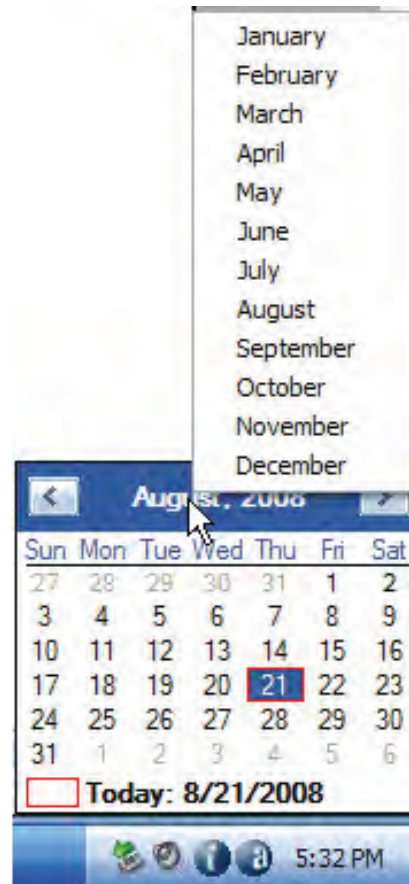 January
February
March
April
May
June
July
August
September
October
November
December
August, 2008
Sun Mon Tue Wed Thu Fri Sat
27 28 29 30 31 1 2
3 4 5 6 7 8 9
10 11 12 13 14 15 16
17 18 19 20 21 22 23
24 25 26 27 28 29 30
31 1 2 3 4 5 6
Today: 8/21/2008
5:32 PM